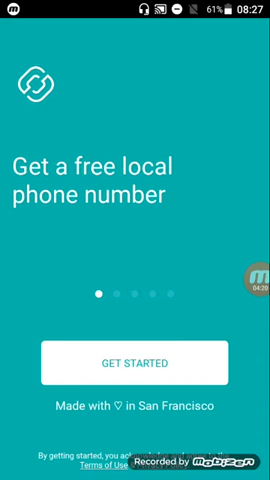 61% 08:27
Get a free local
phone number
04:20
GET STARTED
Made with ♡ in San Francisco
By getting started, you
Terms of Use
Recorded by mobizen